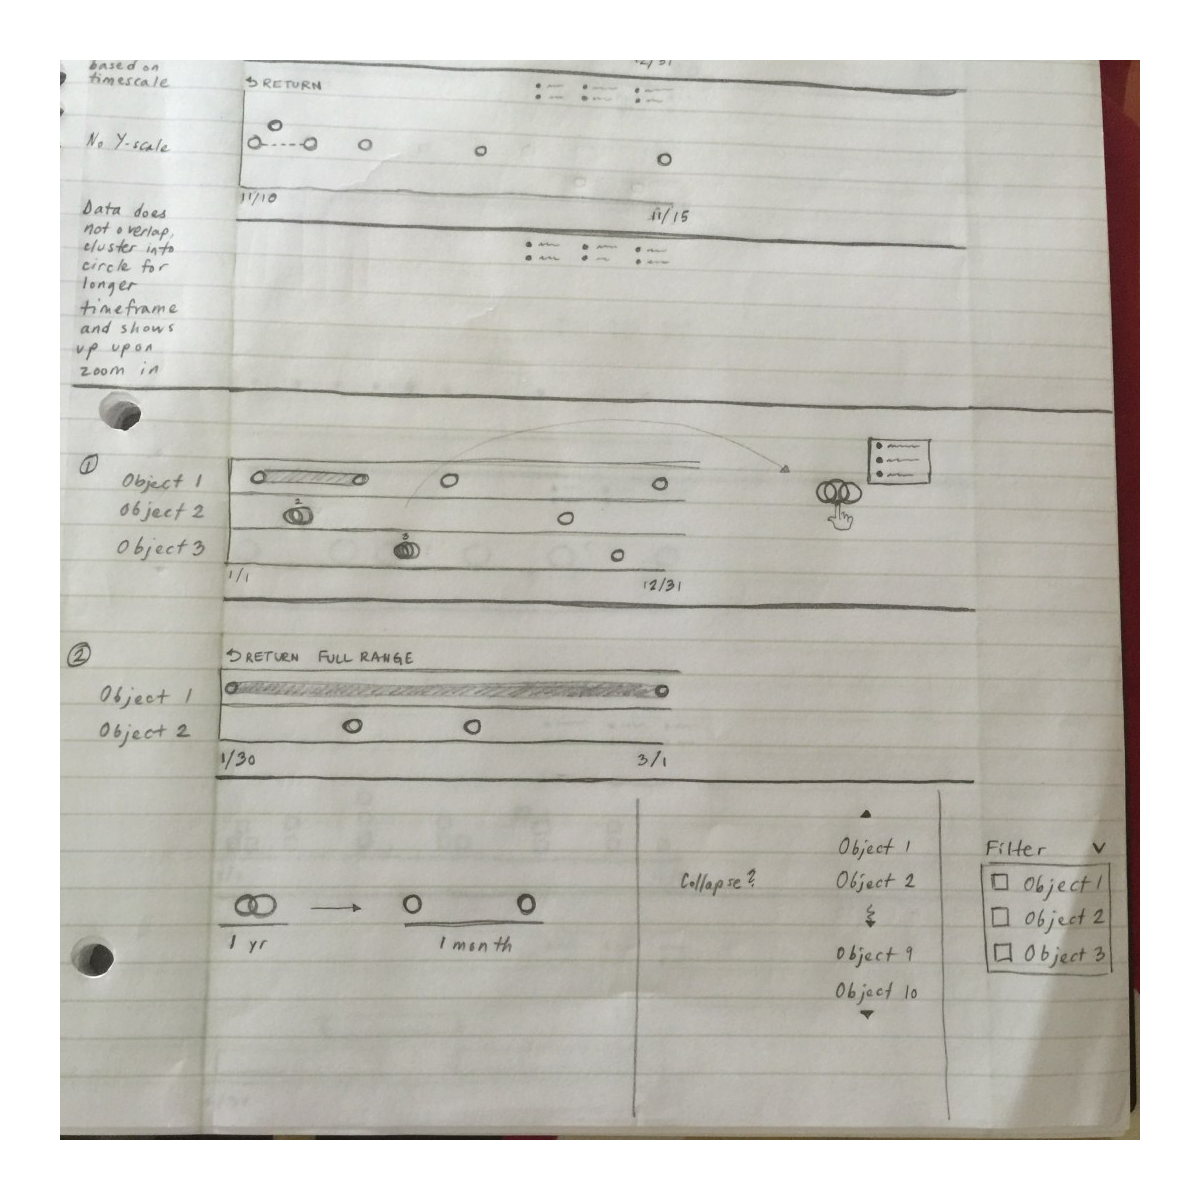 based on
timescale
12/31
RETURN
No Y-scale
11/10
11/15
Data does
not overlap,
cluster into
circle for
longer
timeframe
and shows
up upon
zoom in
1
Object 1
Object 2
2
Object 3
3
1/1
12/31
2
RETURN FULL RANGE
Object 1
Object 2
1/30
3/1
1 yr
1 month
Collapse?
Object 1
Object 2
Object 9
Object 10
Filter
Object 1
Object 2
Object 3